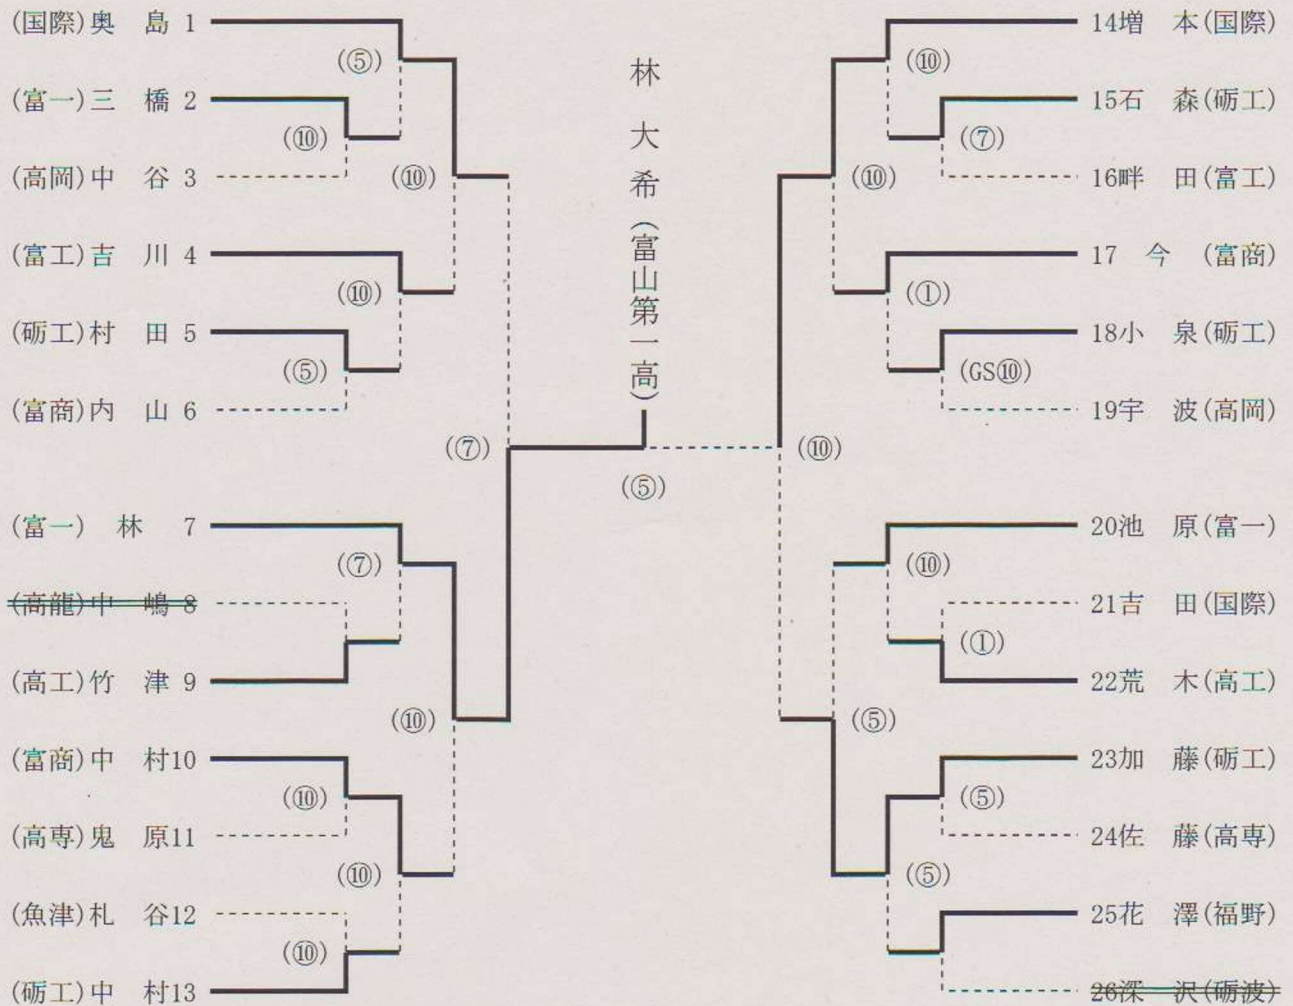 (国際)奥 島 1
(富一)三 橋 2
(高岡)中 谷 3
(富工)吉 川 4
(砺工)村 田 5
(富商)内 山 6
(富一) 林 7
(高龍)中 嶋 8
(高工)竹 津 9
(富商)中 村10
(高専)鬼 原11
(魚津)札 谷12
(砺工)中 村13
(⑤)
(⑩)
(⑩)
(⑩)
(⑤)
(⑦)
(⑦)
(⑩)
(⑩)
(⑩)
(⑩)
林 大 希 (富山第一高)
(⑤)
(⑩)
(⑦)
(⑩)
(①)
(GS⑩)
(⑩)
(⑩)
(①)
(⑤)
(⑤)
(⑤)
14増 本(国際)
15石 森(砺工)
16畔 田(富工)
17 今 (富商)
18小 泉(砺工)
19宇 波(高岡)
20池 原(富一)
21吉 田(国際)
22荒 木(高工)
23加 藤(砺工)
24佐 藤(高専)
25花 澤(福野)
26深 沢(砺波)